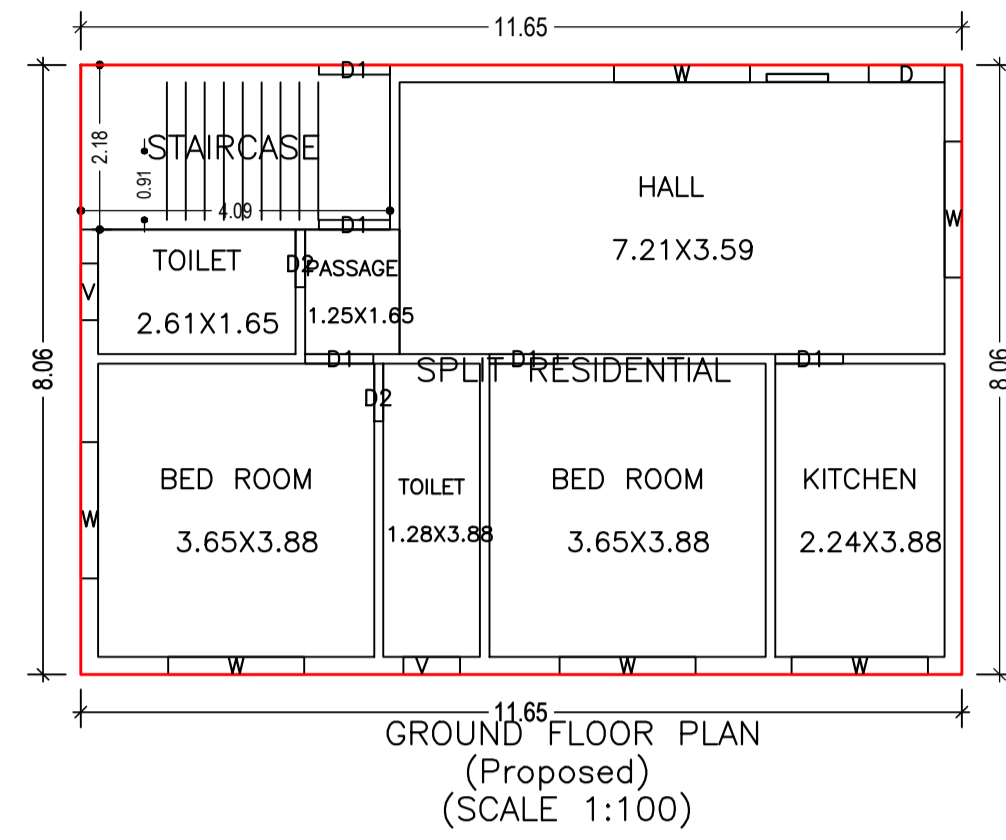 11.65
D1
W
D
2.18
STAIRCASE
0.91
4.09
D1
HALL
7.21X3.59
W
TOILET
2.61X1.65
V
D2
PASSAGE
1.25X1.65
8.06
8.06
D1
D1
D1
SPLIT RESIDENTIAL
D2
BED ROOM
3.65X3.88
W
TOILET
1.28X3.88
BED ROOM
3.65X3.88
KITCHEN
2.24X3.88
W
V
W
W
11.65
GROUND FLOOR PLAN
(Proposed)
(SCALE 1:100)